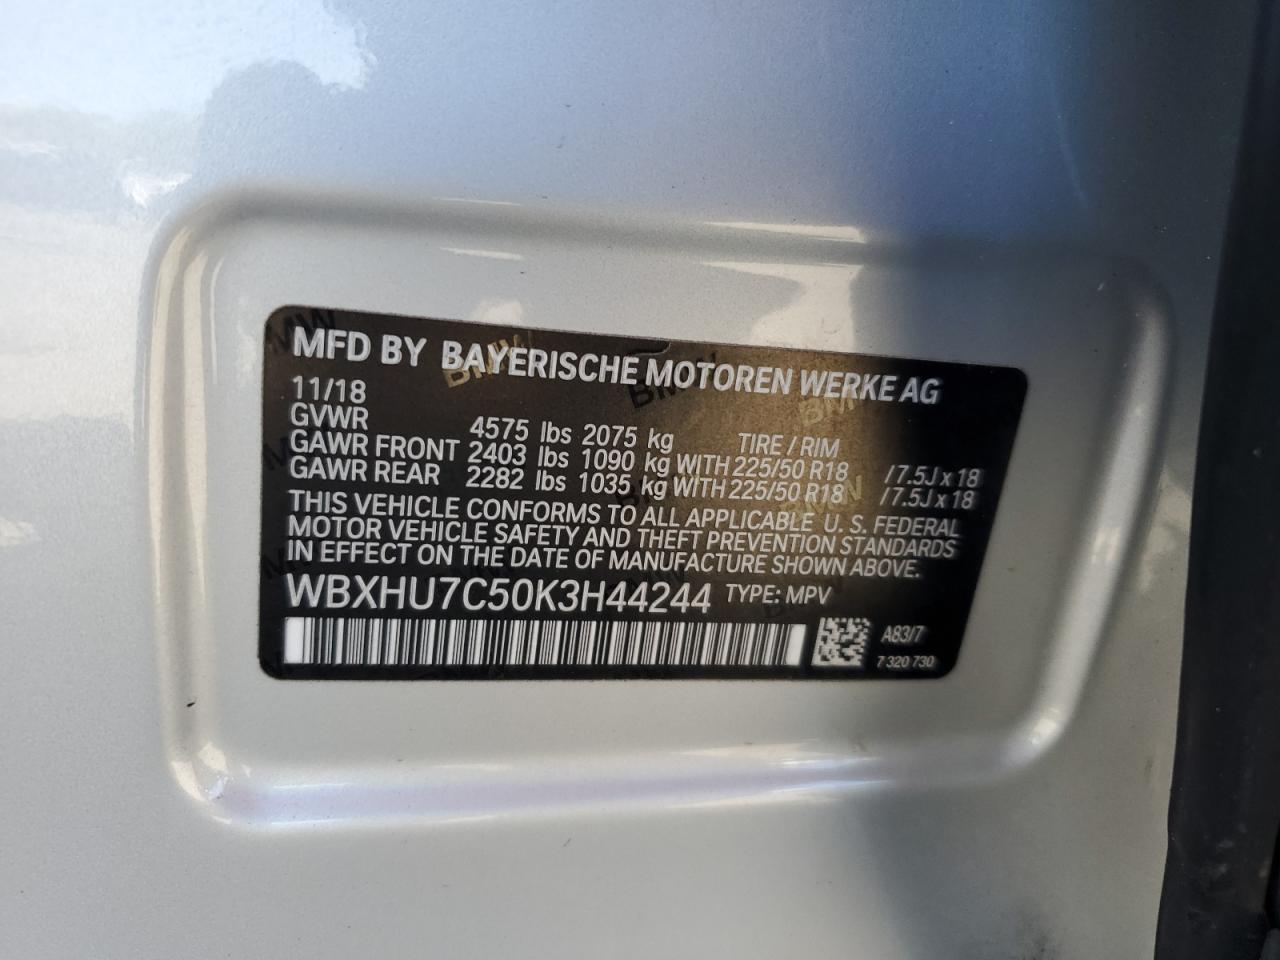 MFD BY BAYERISCHE MOTOREN WERKE AG
11/18
GVWR 4575 lbs 2075 kg TIRE / RIM
GAWR FRONT 2403 lbs 1090 kg WITH 225/50 R18 / 7.5J x 18
GAWR REAR 2282 lbs 1035 kg WITH 225/50 R18 / 7.5J x 18
THIS VEHICLE CONFORMS TO ALL APPLICABLE U. S. FEDERAL
MOTOR VEHICLE SAFETY AND THEFT PREVENTION STANDARDS
IN EFFECT ON THE DATE OF MANUFACTURE SHOWN ABOVE.
WBXHU7C50K3H44244 TYPE: MPV
A83/7
7 320 730